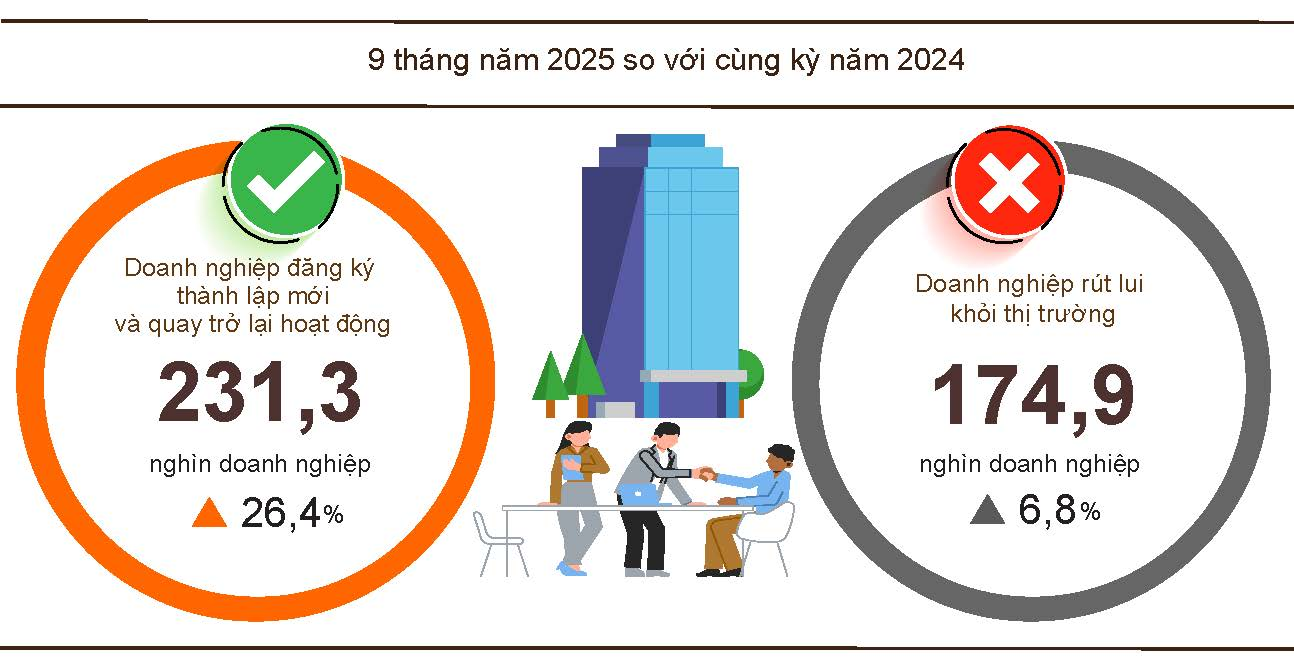 9 tháng năm 2025 so với cùng kỳ năm 2024
Doanh nghiệp đăng ký
thành lập mới
và quay trở lại hoạt động
231,3
nghìn doanh nghiệp
26,4%
Doanh nghiệp rút lui
khỏi thị trường
174,9
nghìn doanh nghiệp
6,8%